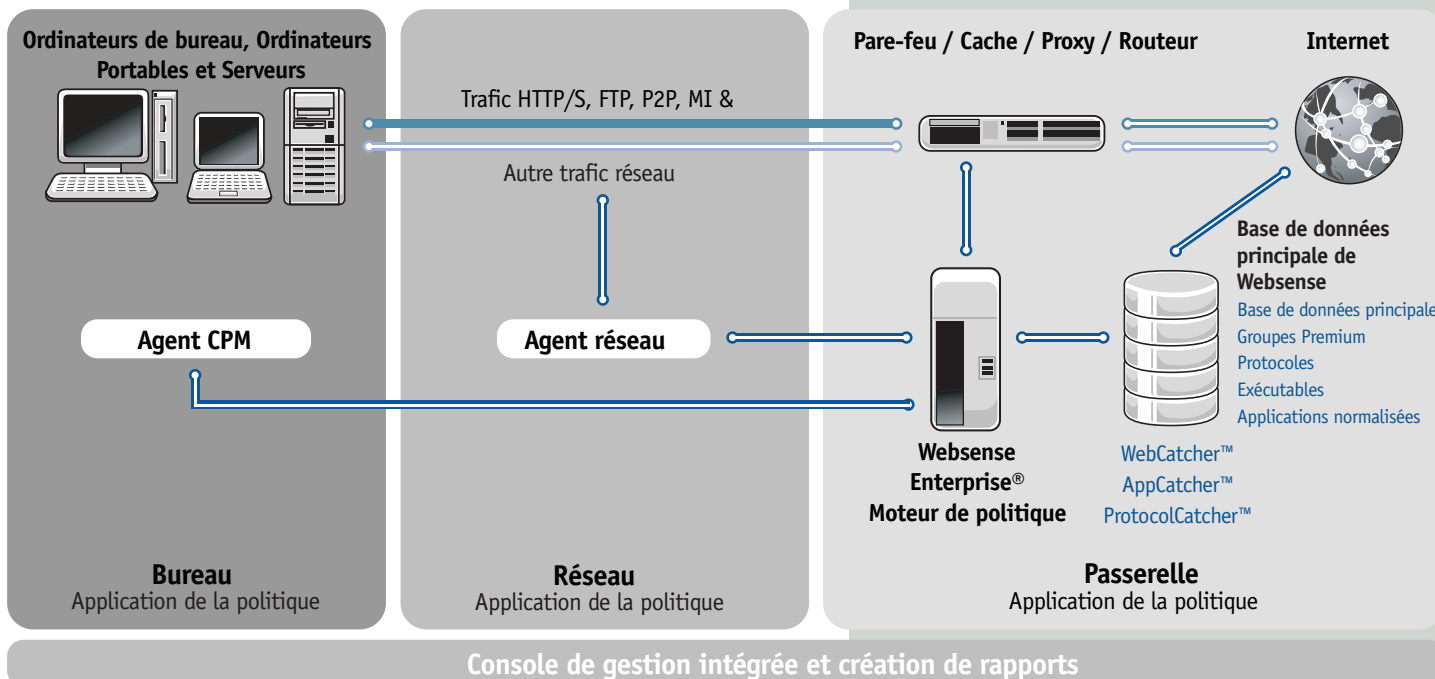 Ordinateurs de bureau, Ordinateurs
Portables et Serveurs
Agent CPM
Bureau
Application de la politique
Trafic HTTP/S, FTP, P2P, MI &
Autre trafic réseau
Agent réseau
Réseau
Application de la politique
Pare-feu / Cache / Proxy / Routeur
Internet
Base de données
principale de
Websense
Base de données principale
Groupes Premium
Protocoles
Exécutables
Applications normalisées
Websense
Enterprise®
Moteur de politique
WebCatcher™
AppCatcher™
ProtocolCatcher™
Passerelle
Application de la politique
Console de gestion intégrée et création de rapports